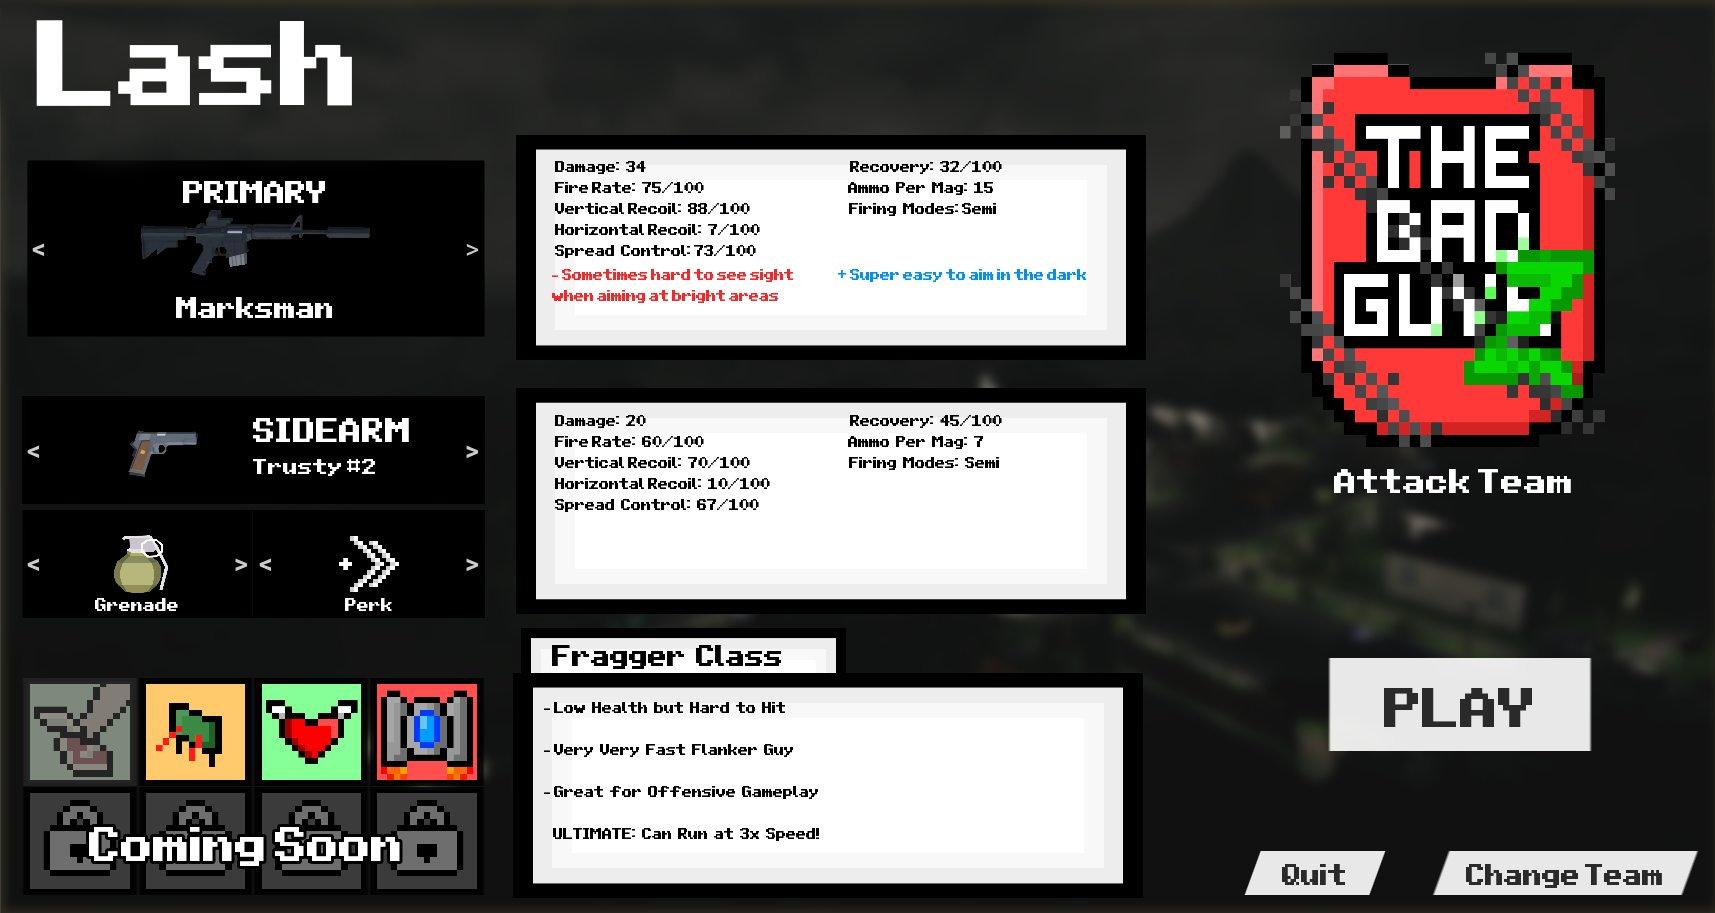 Lash
PRIMARY
<
>
Marksman
Damage: 34
Fire Rate: 75/100
Vertical Recoil: 88/100
Horizontal Recoil: 7/100
Spread Control: 73/100
- Sometimes hard to see sight
when aiming at bright areas
Recovery: 32/100
Ammo Per Mag: 15
Firing Modes: Semi
+ Super easy to aim in the dark
<
SIDEARM
Trusty #2
>
Damage: 20
Fire Rate: 60/100
Vertical Recoil: 70/100
Horizontal Recoil: 10/100
Spread Control: 67/100
Recovery: 45/100
Ammo Per Mag: 7
Firing Modes: Semi
< > < >
Grenade
Perk
Fragger Class
-Low Health but Hard to Hit
-Very Very Fast Flanker Guy
-Great for Offensive Gameplay
ULTIMATE: Can Run at 3x Speed!
Coming Soon
THE
BAD
GUYZ
Attack Team
PLAY
Quit
Change Team